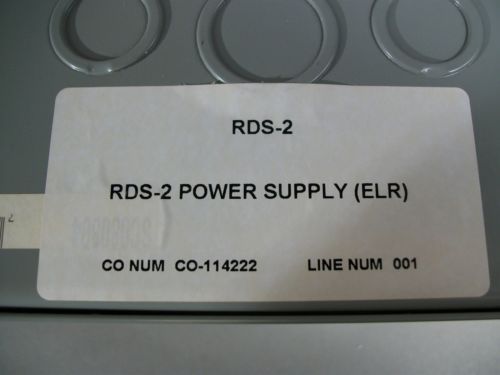 RDS-2
RDS-2 POWER SUPPLY (ELR)
CO NUM CO-114222 LINE NUM 001